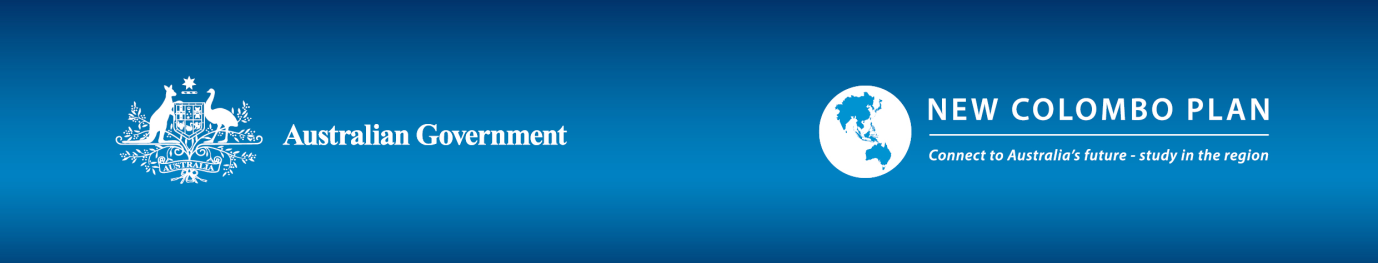 AUSTRALIA
Australian Government
NEW COLOMBO PLAN
Connect to Australia's future - study in the region